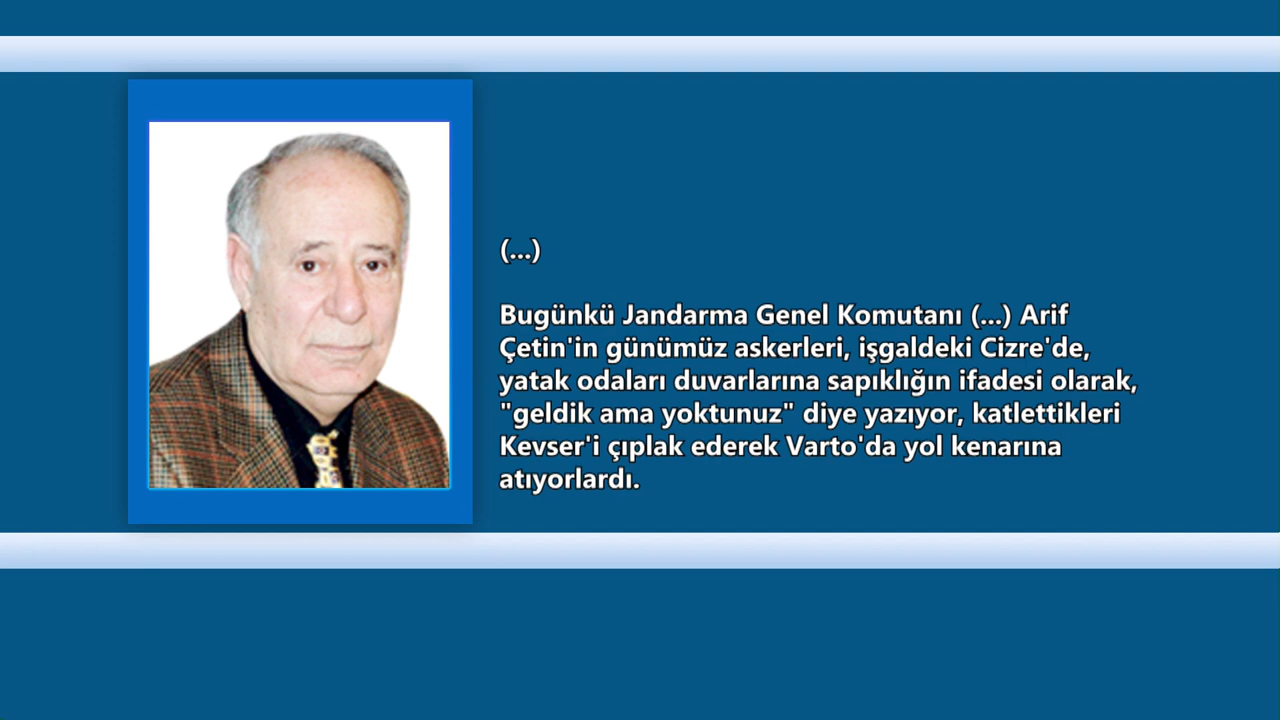 (...)
Bugünkü Jandarma Genel Komutanı (...) Arif
Çetin'in günümüz askerleri, işgaldeki Cizre'de,
yatak odaları duvarlarına sapıklığın ifadesi olarak,
"geldik ama yoktunuz" diye yazıyor, katlettikleri
Kevser'i çıplak ederek Varto'da yol kenarına
atıyorlardı.